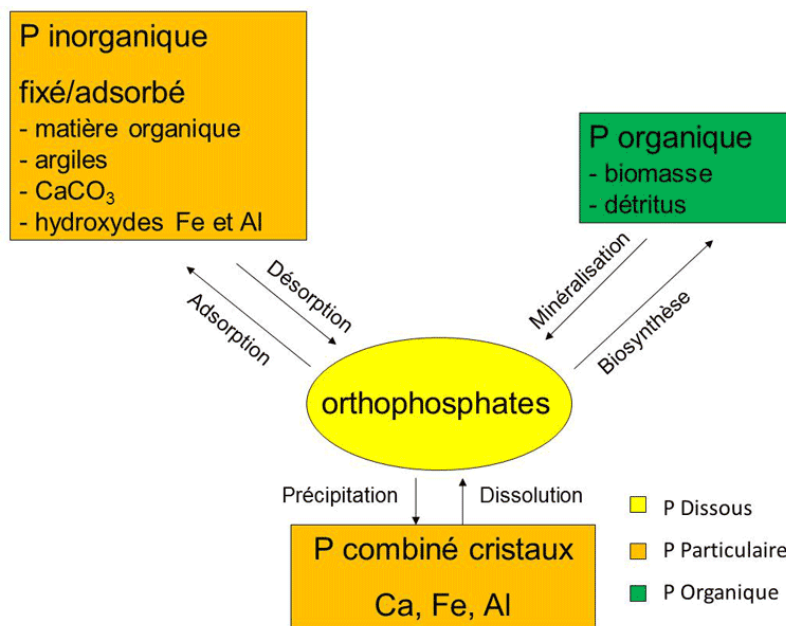 P inorganique
fixé/adsorbé
- matière organique
- argiles
- CaCO₃
- hydroxydes Fe et Al
P organique
- biomasse
- détritus
Désorption
Adsorption
Minéralisation
Biosynthèse
orthophosphates
Précipitation
Dissolution
P combiné cristaux
Ca, Fe, Al
P Dissous
P Particulaire
P Organique